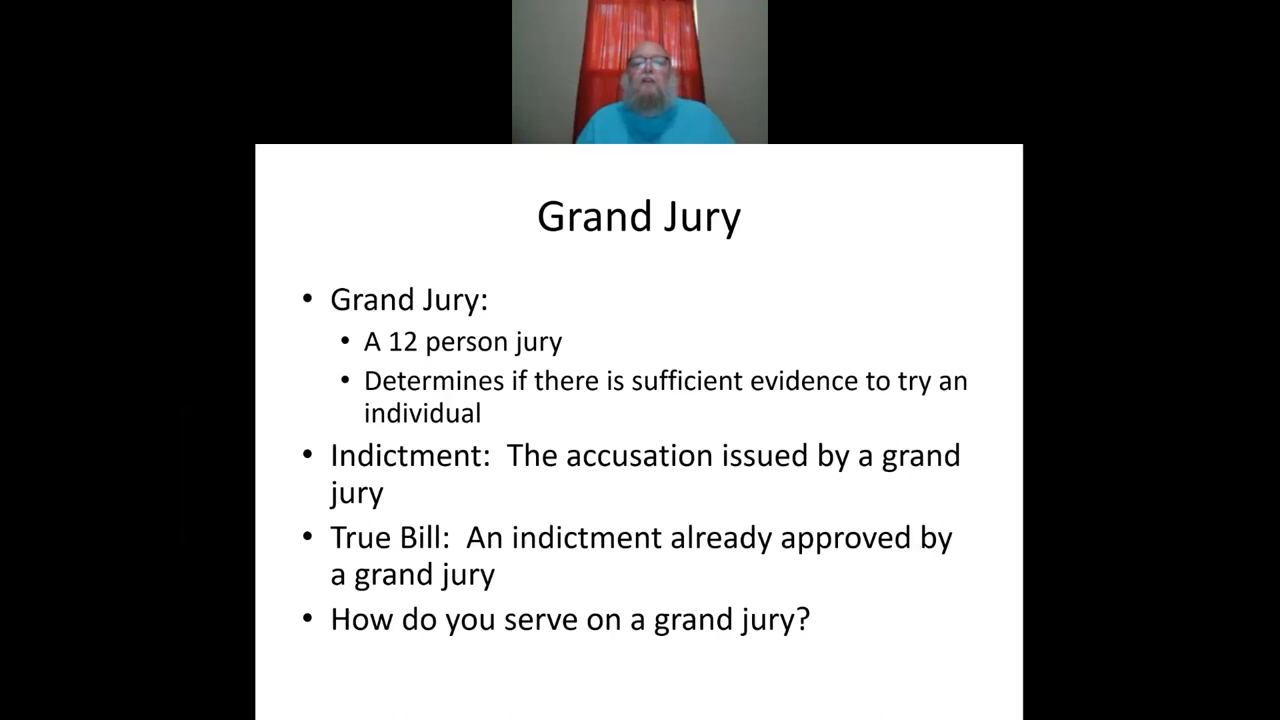 Grand Jury
• Grand Jury:
• A 12 person jury
• Determines if there is sufficient evidence to try an
individual
• Indictment:  The accusation issued by a grand
jury
• True Bill:  An indictment already approved by
a grand jury
• How do you serve on a grand jury?